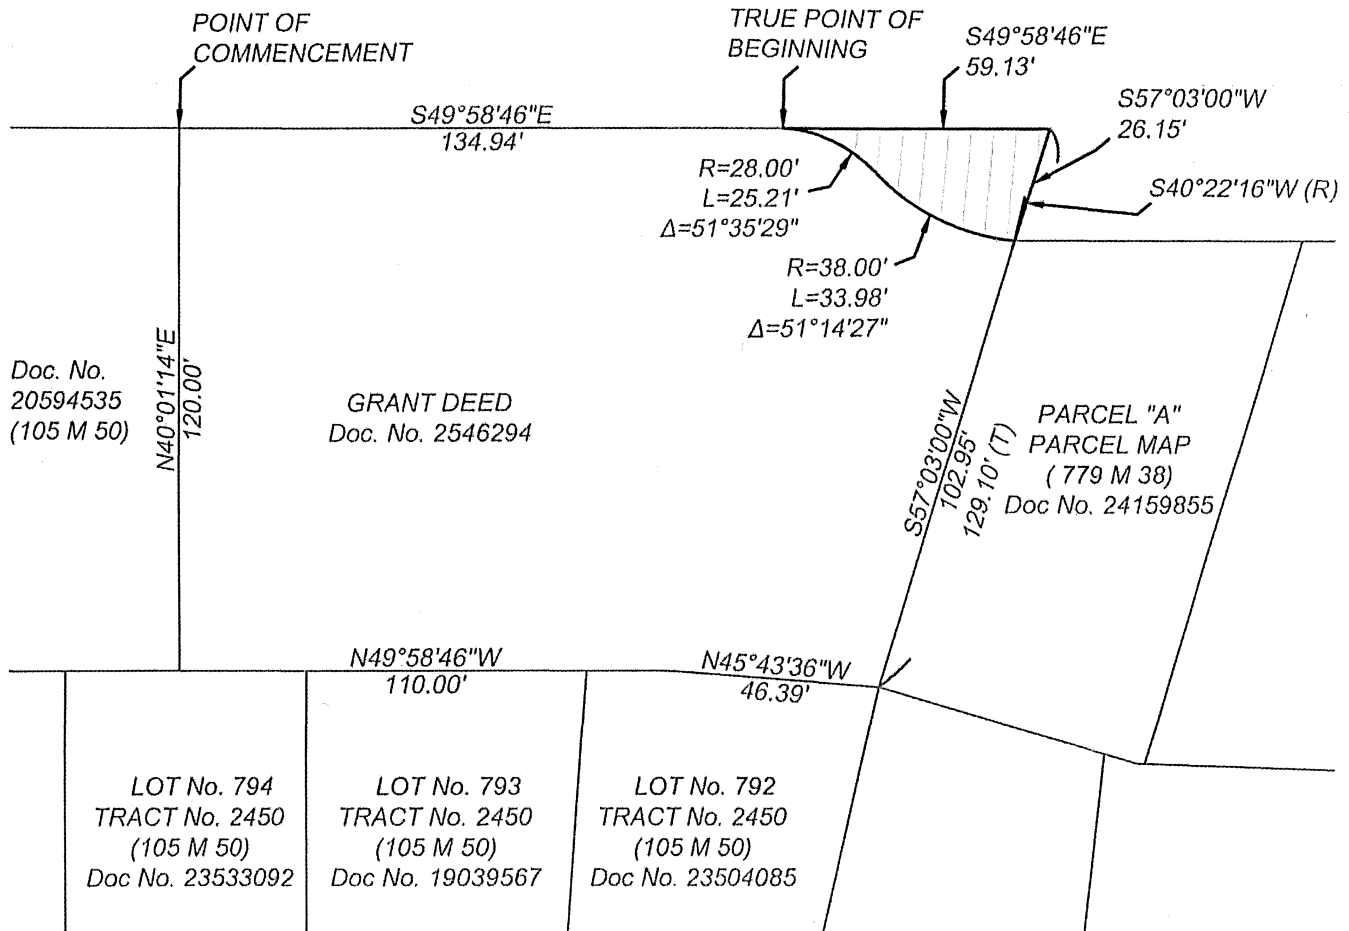 POINT OF
COMMENCEMENT
TRUE POINT OF
BEGINNING
S49°58'46"E
59.13'
S57°03'00"W
26.15'
S49°58'46"E
134.94'
R=28.00'
L=25.21'
Δ=51°35'29"
S40°22'16"W (R)
R=38.00'
L=33.98'
Δ=51°14'27"
N40°01'14"E
120.00'
Doc. No.
20594535
(105 M 50)
GRANT DEED
Doc. No. 2546294
S57°03'00"W
102.95'
129.10' (T)
PARCEL "A"
PARCEL MAP
( 779 M 38)
Doc No. 24159855
N49°58'46"W
110.00'
N45°43'36"W
46.39'
LOT No. 794
TRACT No. 2450
(105 M 50)
Doc No. 23533092
LOT No. 793
TRACT No. 2450
(105 M 50)
Doc No. 19039567
LOT No. 792
TRACT No. 2450
(105 M 50)
Doc No. 23504085